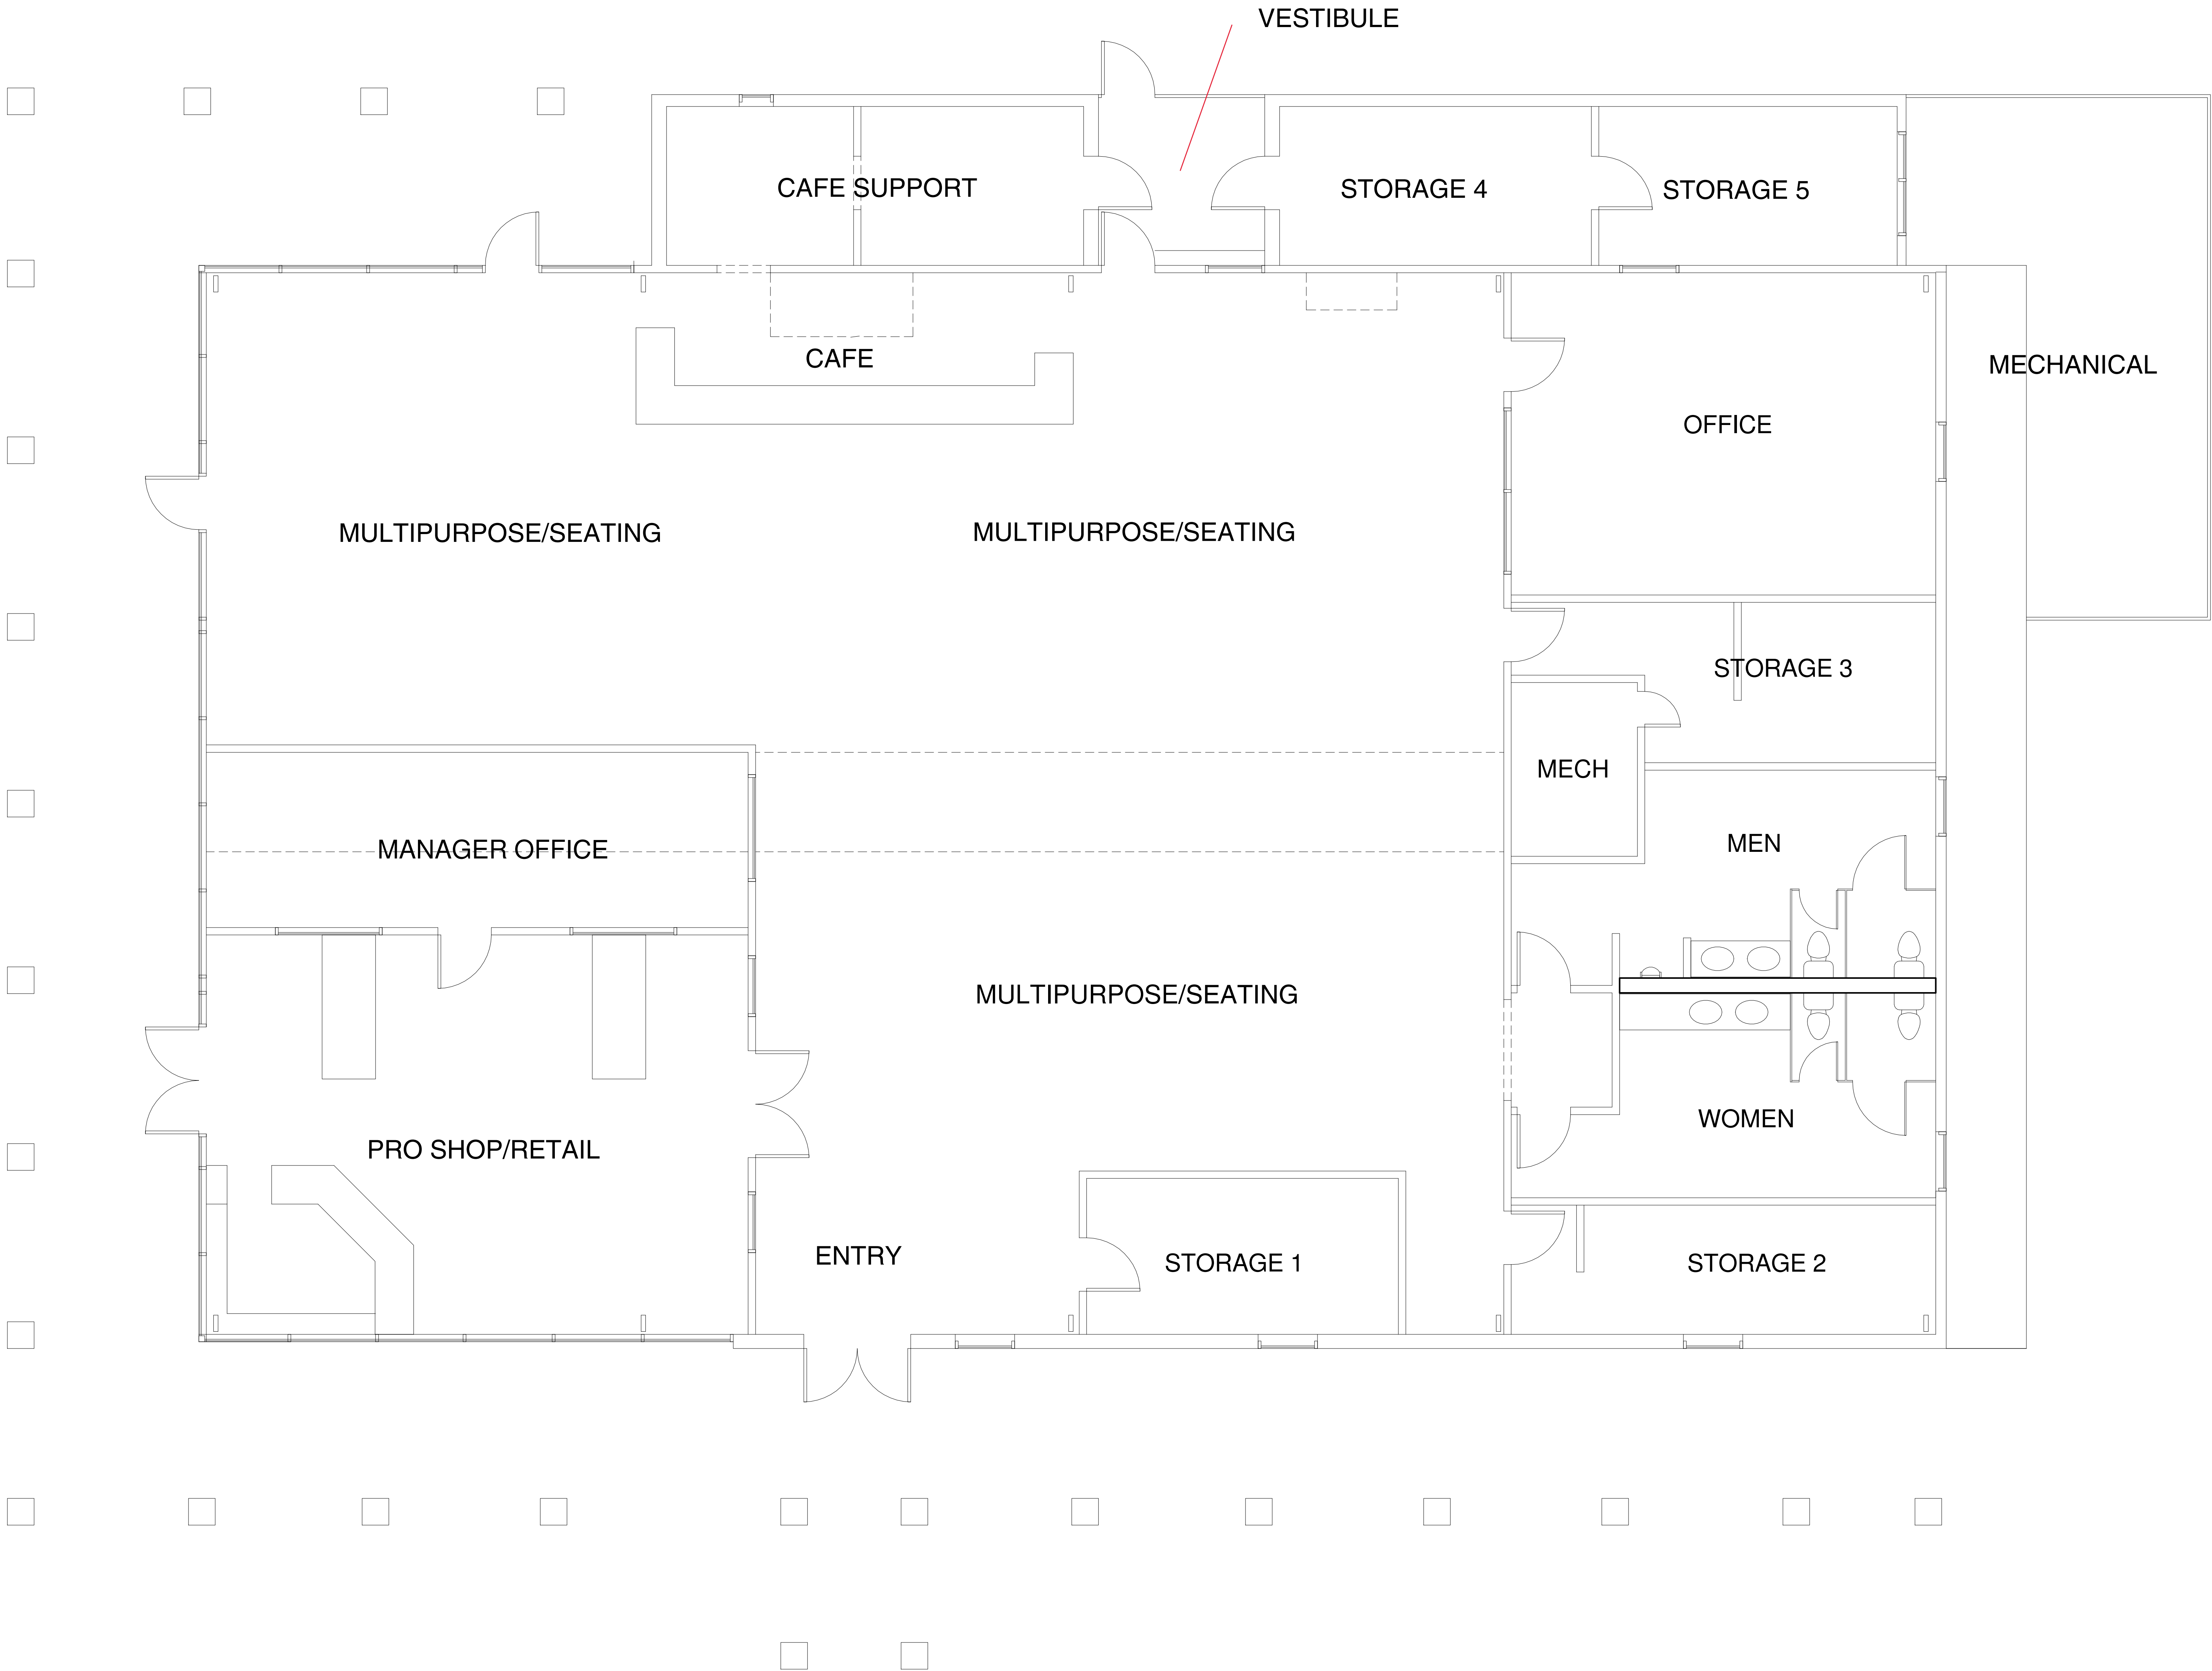 VESTIBULE
CAFE SUPPORT
STORAGE 4
STORAGE 5
CAFE
MECHANICAL
OFFICE
MULTIPURPOSE/SEATING
MULTIPURPOSE/SEATING
STORAGE 3
MECH
MANAGER OFFICE
MEN
MULTIPURPOSE/SEATING
WOMEN
PRO SHOP/RETAIL
ENTRY
STORAGE 1
STORAGE 2